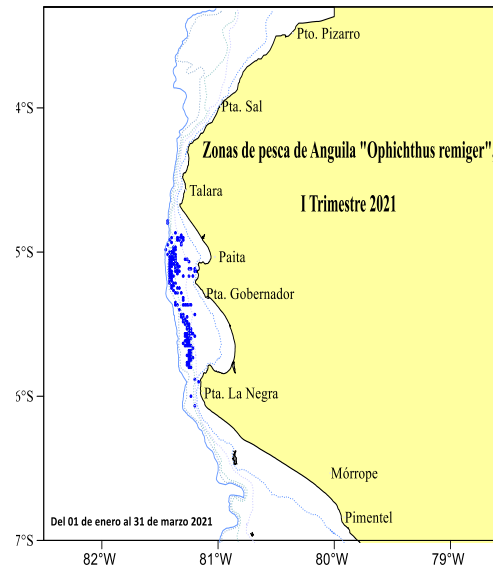 Pto. Pizarro
4°S
Pta. Sal
Zonas de pesca de Anguila "Ophichthus remiger".
Talara
I Trimestre 2021
5°S
Paita
Pta. Gobernador
6°S
Pta. La Negra
Mórrope
Del 01 de enero al 31 de marzo 2021
Pimentel
7°S
82°W
81°W
80°W
79°W